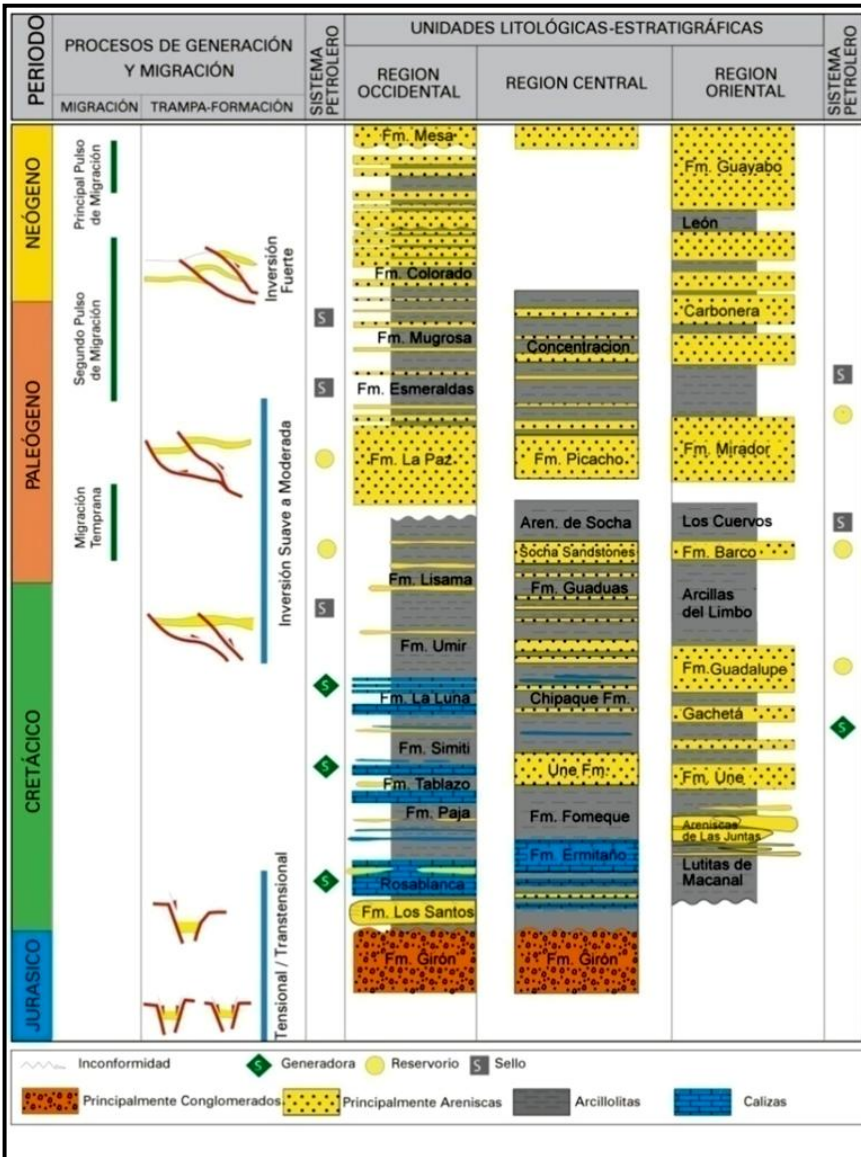 PERIODO
PROCESOS DE GENERACIÓN
Y MIGRACIÓN
MIGRACIÓN
TRAMPA-FORMACIÓN
SISTEMA
PETROLERO
UNIDADES LITOLÓGICAS-ESTRATIGRÁFICAS
REGION
OCCIDENTAL
REGION CENTRAL
REGION
ORIENTAL
SISTEMA
PETROLERO
NEÓGENO
PALEÓGENO
CRETÁCICO
JURASICO
Principal Pulso
de Migración
Segundo Pulso
de Migración
Migración
Temprana
Inversión
Fuerte
Inversión Suave a Moderada
Tensional / Transtensional
S
S
S
S
S
S
Fm. Mesa
Fm. Colorado
Fm. Mugrosa
Fm. Esmeraldas
Fm. La Paz
Fm. Lisama
Fm. Umir
Fm. La Luna
Fm. Simiti
Fm. Tablazo
Fm. Paja
Rosablanca
Fm. Los Santos
Fm. Girón
Concentracion
Fm. Picacho
Aren. de Socha
Socha Sandstones
Fm. Guaduas
Chipaque Fm.
Une Fm.
Fm. Fomeque
Fm. Ermitaño
Fm. Girón
Fm. Guayabo
León
Carbonera
Fm. Mirador
Los Cuervos
Fm. Barco
Arcillas
del Limbo
Fm. Guadalupe
Gachetá
Fm. Une
Areniscas
de Las Juntas
Lutitas de
Macanal
S
S
S
Inconformidad
S Generadora
Reservorio
S Sello
Principalmente Conglomerados
Principalmente Areniscas
Arcillolitas
Calizas